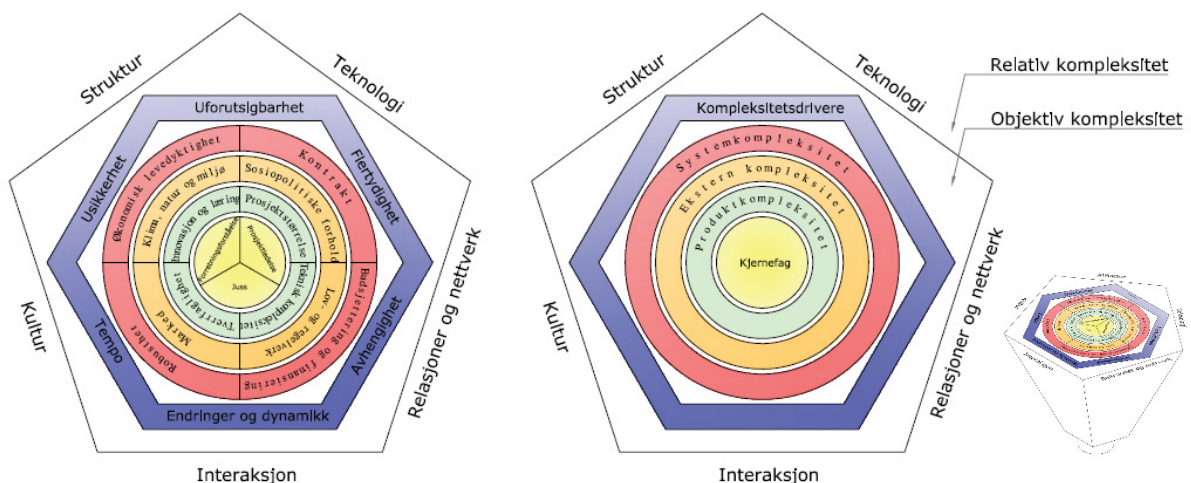 Struktur
Teknologi
Kultur
Relasjoner og nettverk
Interaksjon
Uforutsigbarhet
Flertydighet
Avhengighet
Endringer og dynamikk
Tempo
Usikkerhet
Økonomisk levedyktighet
Kontrakt
Budsjettering og finansiering
Robusthet
Klima, natur og miljø
Sosiopolitiske forhold
Lov- og regelverk
Marked
Innovasjon og læring
Prosjektstørrelse
Teknisk kompleksitet
Tverrfaglighet
Forretningsforståelse
Prosjektledelse
Juss
Struktur
Teknologi
Kultur
Relasjoner og nettverk
Interaksjon
Kompleksitetsdrivere
Systemkompleksitet
Ekstern kompleksitet
Produktkompleksitet
Kjernefag
Relativ kompleksitet
Objektiv kompleksitet
Struktur